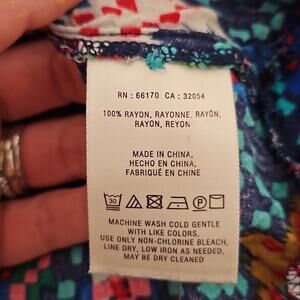 RN : 66170 CA : 32054
100% RAYON, RAYONNE, RAYÓN,
RAYON, REYON
MADE IN CHINA,
HECHO EN CHINA,
FABRIQUÉ EN CHINE
30
MACHINE WASH COLD GENTLE
WITH LIKE COLORS,
USE ONLY NON-CHLORINE BLEACH,
LINE DRY, LOW IRON AS NEEDED,
MAY BE DRY CLEANED